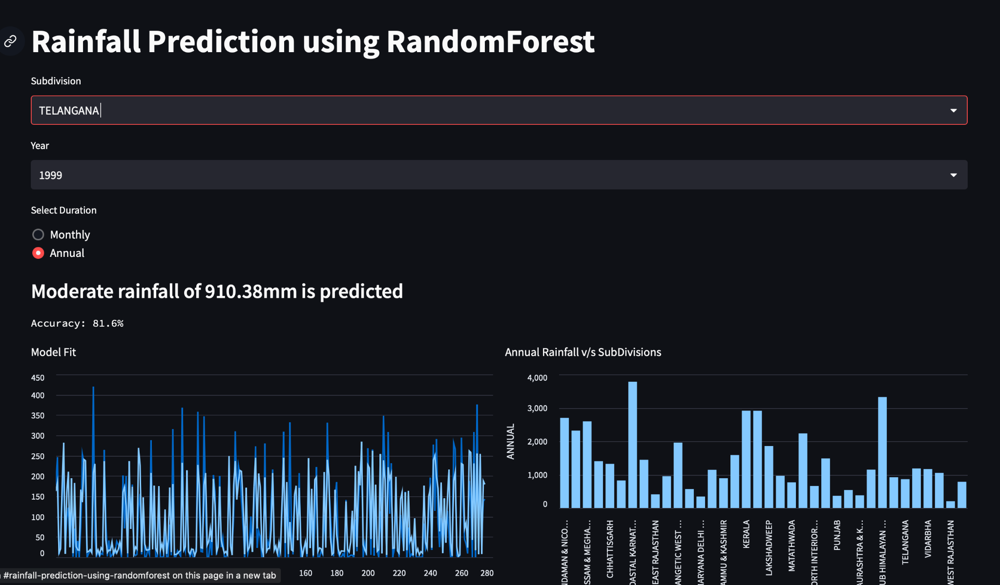 Rainfall Prediction using RandomForest
Subdivision
TELANGANA
Year
1999
Select Duration
Monthly
Annual
Moderate rainfall of 910.38mm is predicted
Accuracy: 81.6%
Model Fit
450
400
350
300
250
200
150
100
50
0
160 180 200 220 240 260 280
Annual Rainfall v/s SubDivisions
ANNUAL
4,000
3,000
2,000
1,000
0
NDAMAN & NICO...
SSAM & MEGHA...
CHHATTISGARH
OASTAL KARNAT...
EAST RAJASTHAN
ANGETIC WEST ...
HARYANA DELHI ...
AMMU & KASHMIR
KERALA
LAKSHADWEEP
MATATHWADA
ORTH INTERIOR...
PUNJAB
AURASHTRA & K...
UB HIMALAYAN ...
TELANGANA
VIDARBHA
WEST RAJASTHAN
#rainfall-prediction-using-randomforest on this page in a new tab